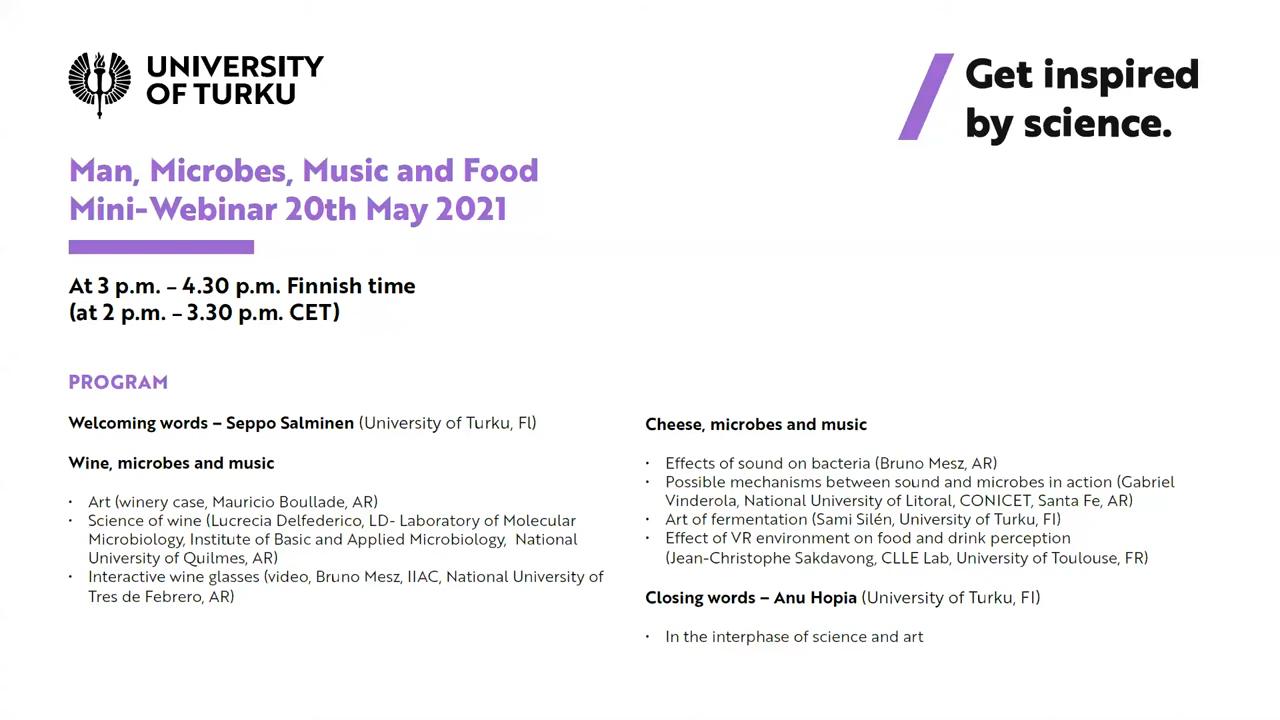 UNIVERSITY
OF TURKU
Get inspired
by science.
Man, Microbes, Music and Food
Mini-Webinar 20th May 2021
At 3 p.m. – 4.30 p.m. Finnish time
(at 2 p.m. – 3.30 p.m. CET)
PROGRAM
Welcoming words – Seppo Salminen (University of Turku, FI)
Wine, microbes and music
• Art (winery case, Mauricio Boullade, AR)
• Science of wine (Lucrecia Delfederico, LD- Laboratory of Molecular
Microbiology, Institute of Basic and Applied Microbiology, National
University of Quilmes, AR)
• Interactive wine glasses (video, Bruno Mesz, IIAC, National University of
Tres de Febrero, AR)
Cheese, microbes and music
• Effects of sound on bacteria (Bruno Mesz, AR)
• Possible mechanisms between sound and microbes in action (Gabriel
Vinderola, National University of Litoral, CONICET, Santa Fe, AR)
• Art of fermentation (Sami Silén, University of Turku, FI)
• Effect of VR environment on food and drink perception
(Jean-Christophe Sakdavong, CLLE Lab, University of Toulouse, FR)
Closing words – Anu Hopia (University of Turku, FI)
• In the interphase of science and art